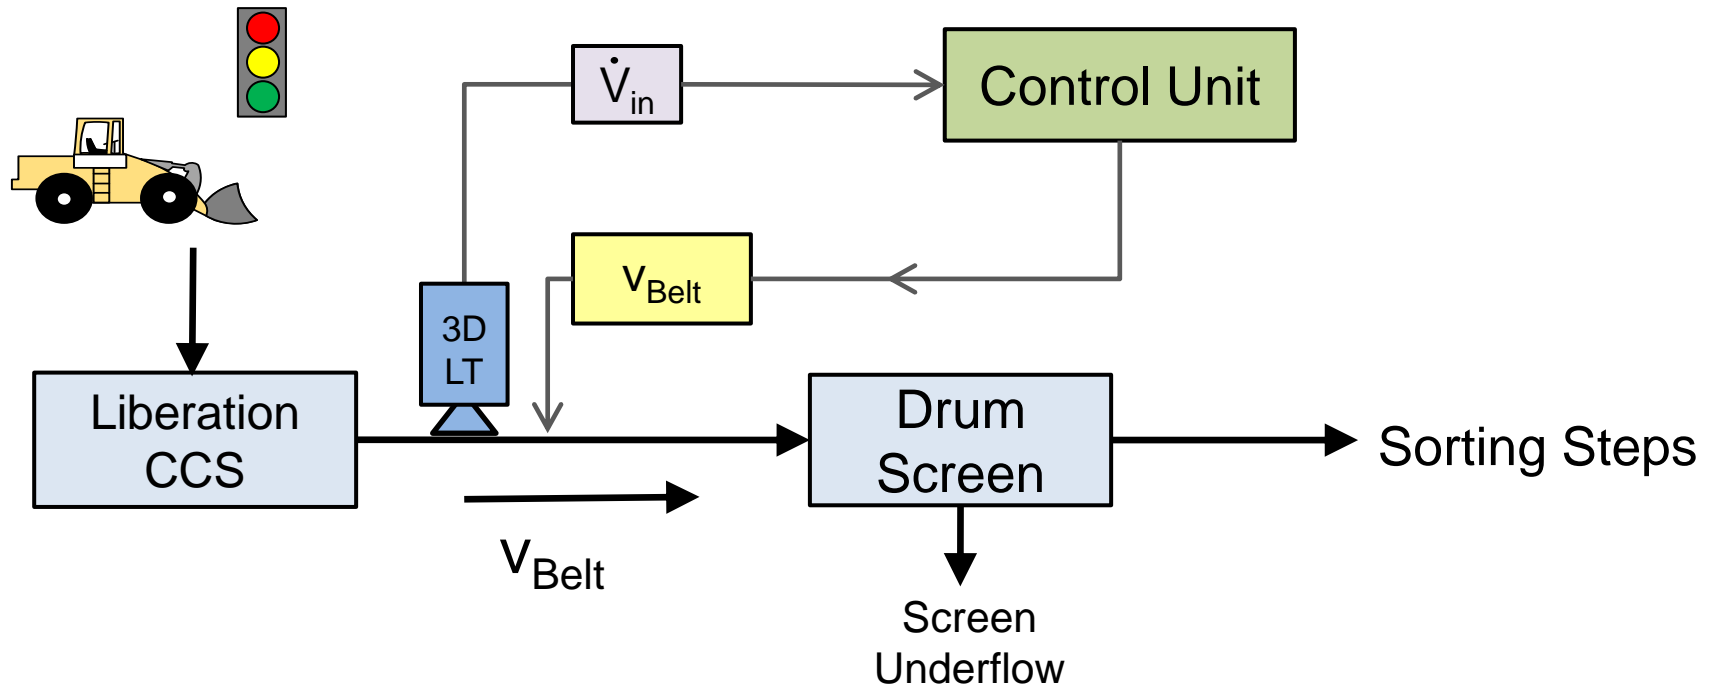 V̇in
Control Unit
vBelt
3D
LT
Liberation
CCS
Drum
Screen
Sorting Steps
vBelt
Screen
Underflow